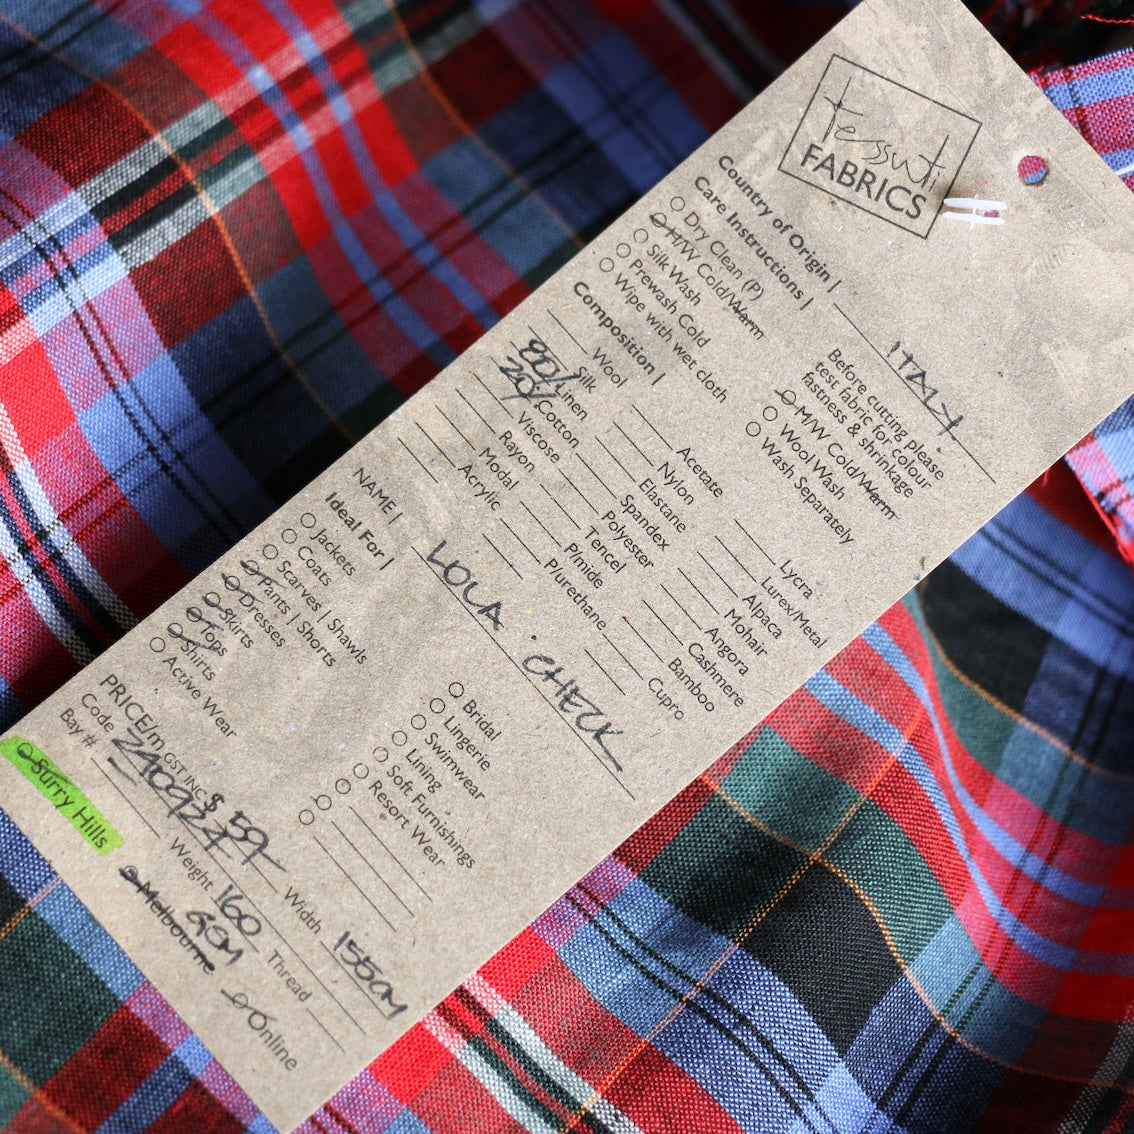 Tessuti
FABRICS
Country of Origin | ITALY
Care Instructions |
Dry Clean (P)
H/W Cold/Warm
Silk Wash
Prewash Cold
Wipe with wet cloth
Before cutting please
test fabric for colour
fastness & shrinkage
M/W Cold/Warm
Wool Wash
Wash Separately
Composition |
Wool
Silk
80/ Linen
20/ Cotton
Viscose
Rayon
Modal
Acrylic
Acetate
Nylon
Elastane
Spandex
Polyester
Tencel
P/mide
P/urethane
Lycra
Lurex/Metal
Alpaca
Mohair
Angora
Cashmere
Bamboo
Cupro
NAME | LOLA CHECK
Ideal For |
Jackets
Coats
Scarves | Shawls
Pants | Shorts
Dresses
Skirts
Tops
Shirts
Active Wear
Bridal
Lingerie
Swimwear
Lining
Soft Furnishings
Resort Wear
PRICE/m GST INC $ 59/-
Width 155cm
Code
Weight 160 GSM
Bay #
Thread
Surry Hills
Melbourne
Online